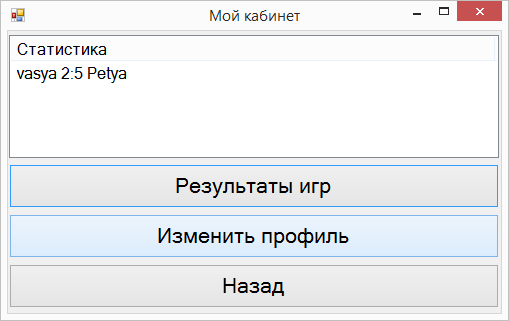 Мой кабинет
Статистика
vasya 2:5 Petya
Результаты игр
Изменить профиль
Назад